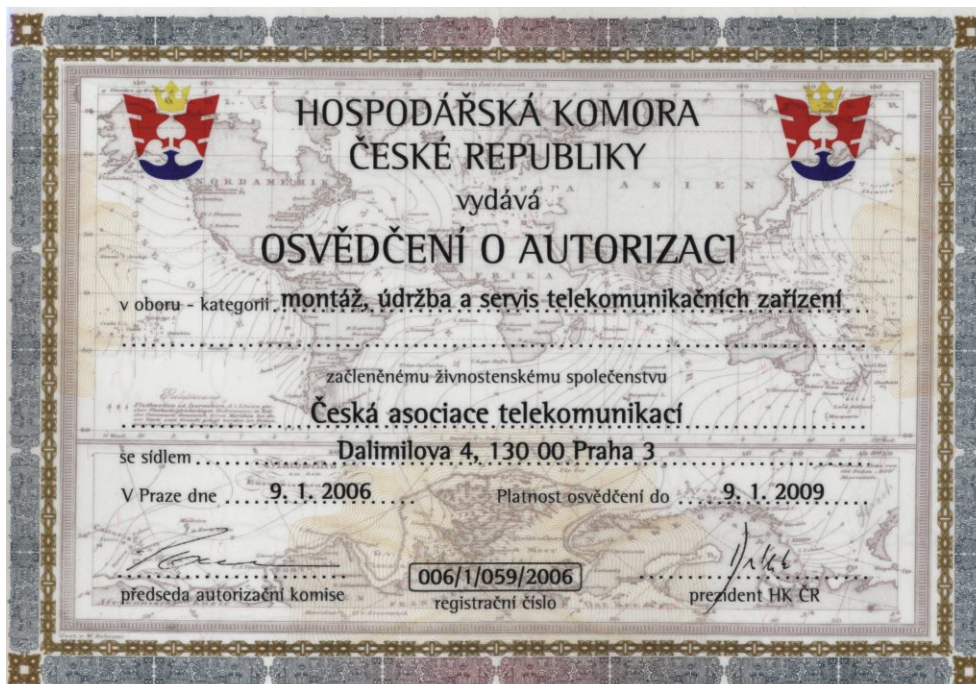 HOSPODÁŘSKÁ KOMORA
ČESKÉ REPUBLIKY
vydává
OSVĚDČENÍ O AUTORIZACI
v oboru - kategorii montáž, údržba a servis telekomunikačních zařízení
začleněnému živnostenskému společenstvu
Česká asociace telekomunikací
se sídlem Dalimilova 4, 130 00 Praha 3
V Praze dne 9. 1. 2006 Platnost osvědčení do 9. 1. 2009
006/1/059/2006
předseda autorizační komise registrační číslo prezident HK ČR
NORDAMERIKA
ASIEN